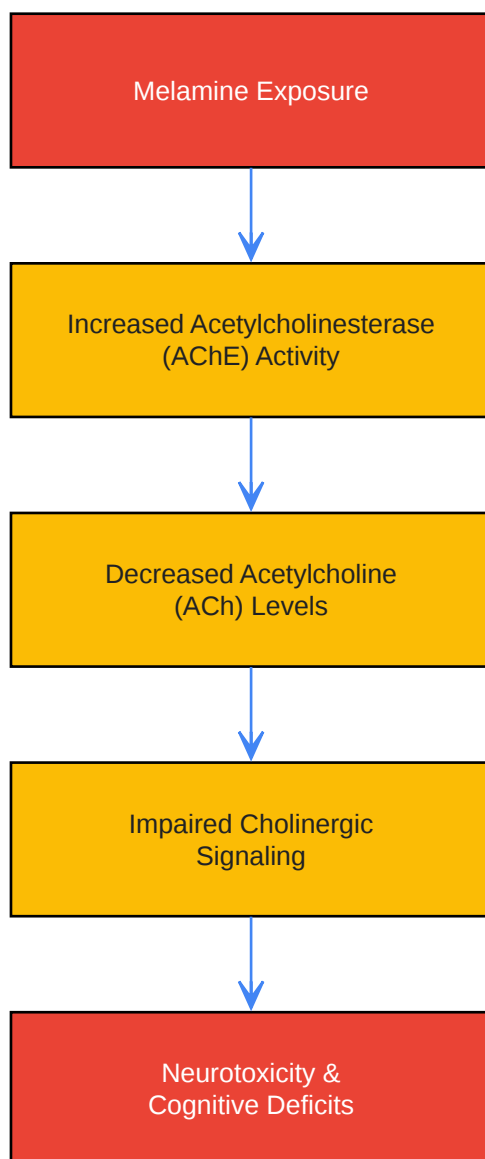 Melamine Exposure
Increased Acetylcholinesterase
(AChE) Activity
Decreased Acetylcholine
(ACh) Levels
Impaired Cholinergic
Signaling
Neurotoxicity &
Cognitive Deficits